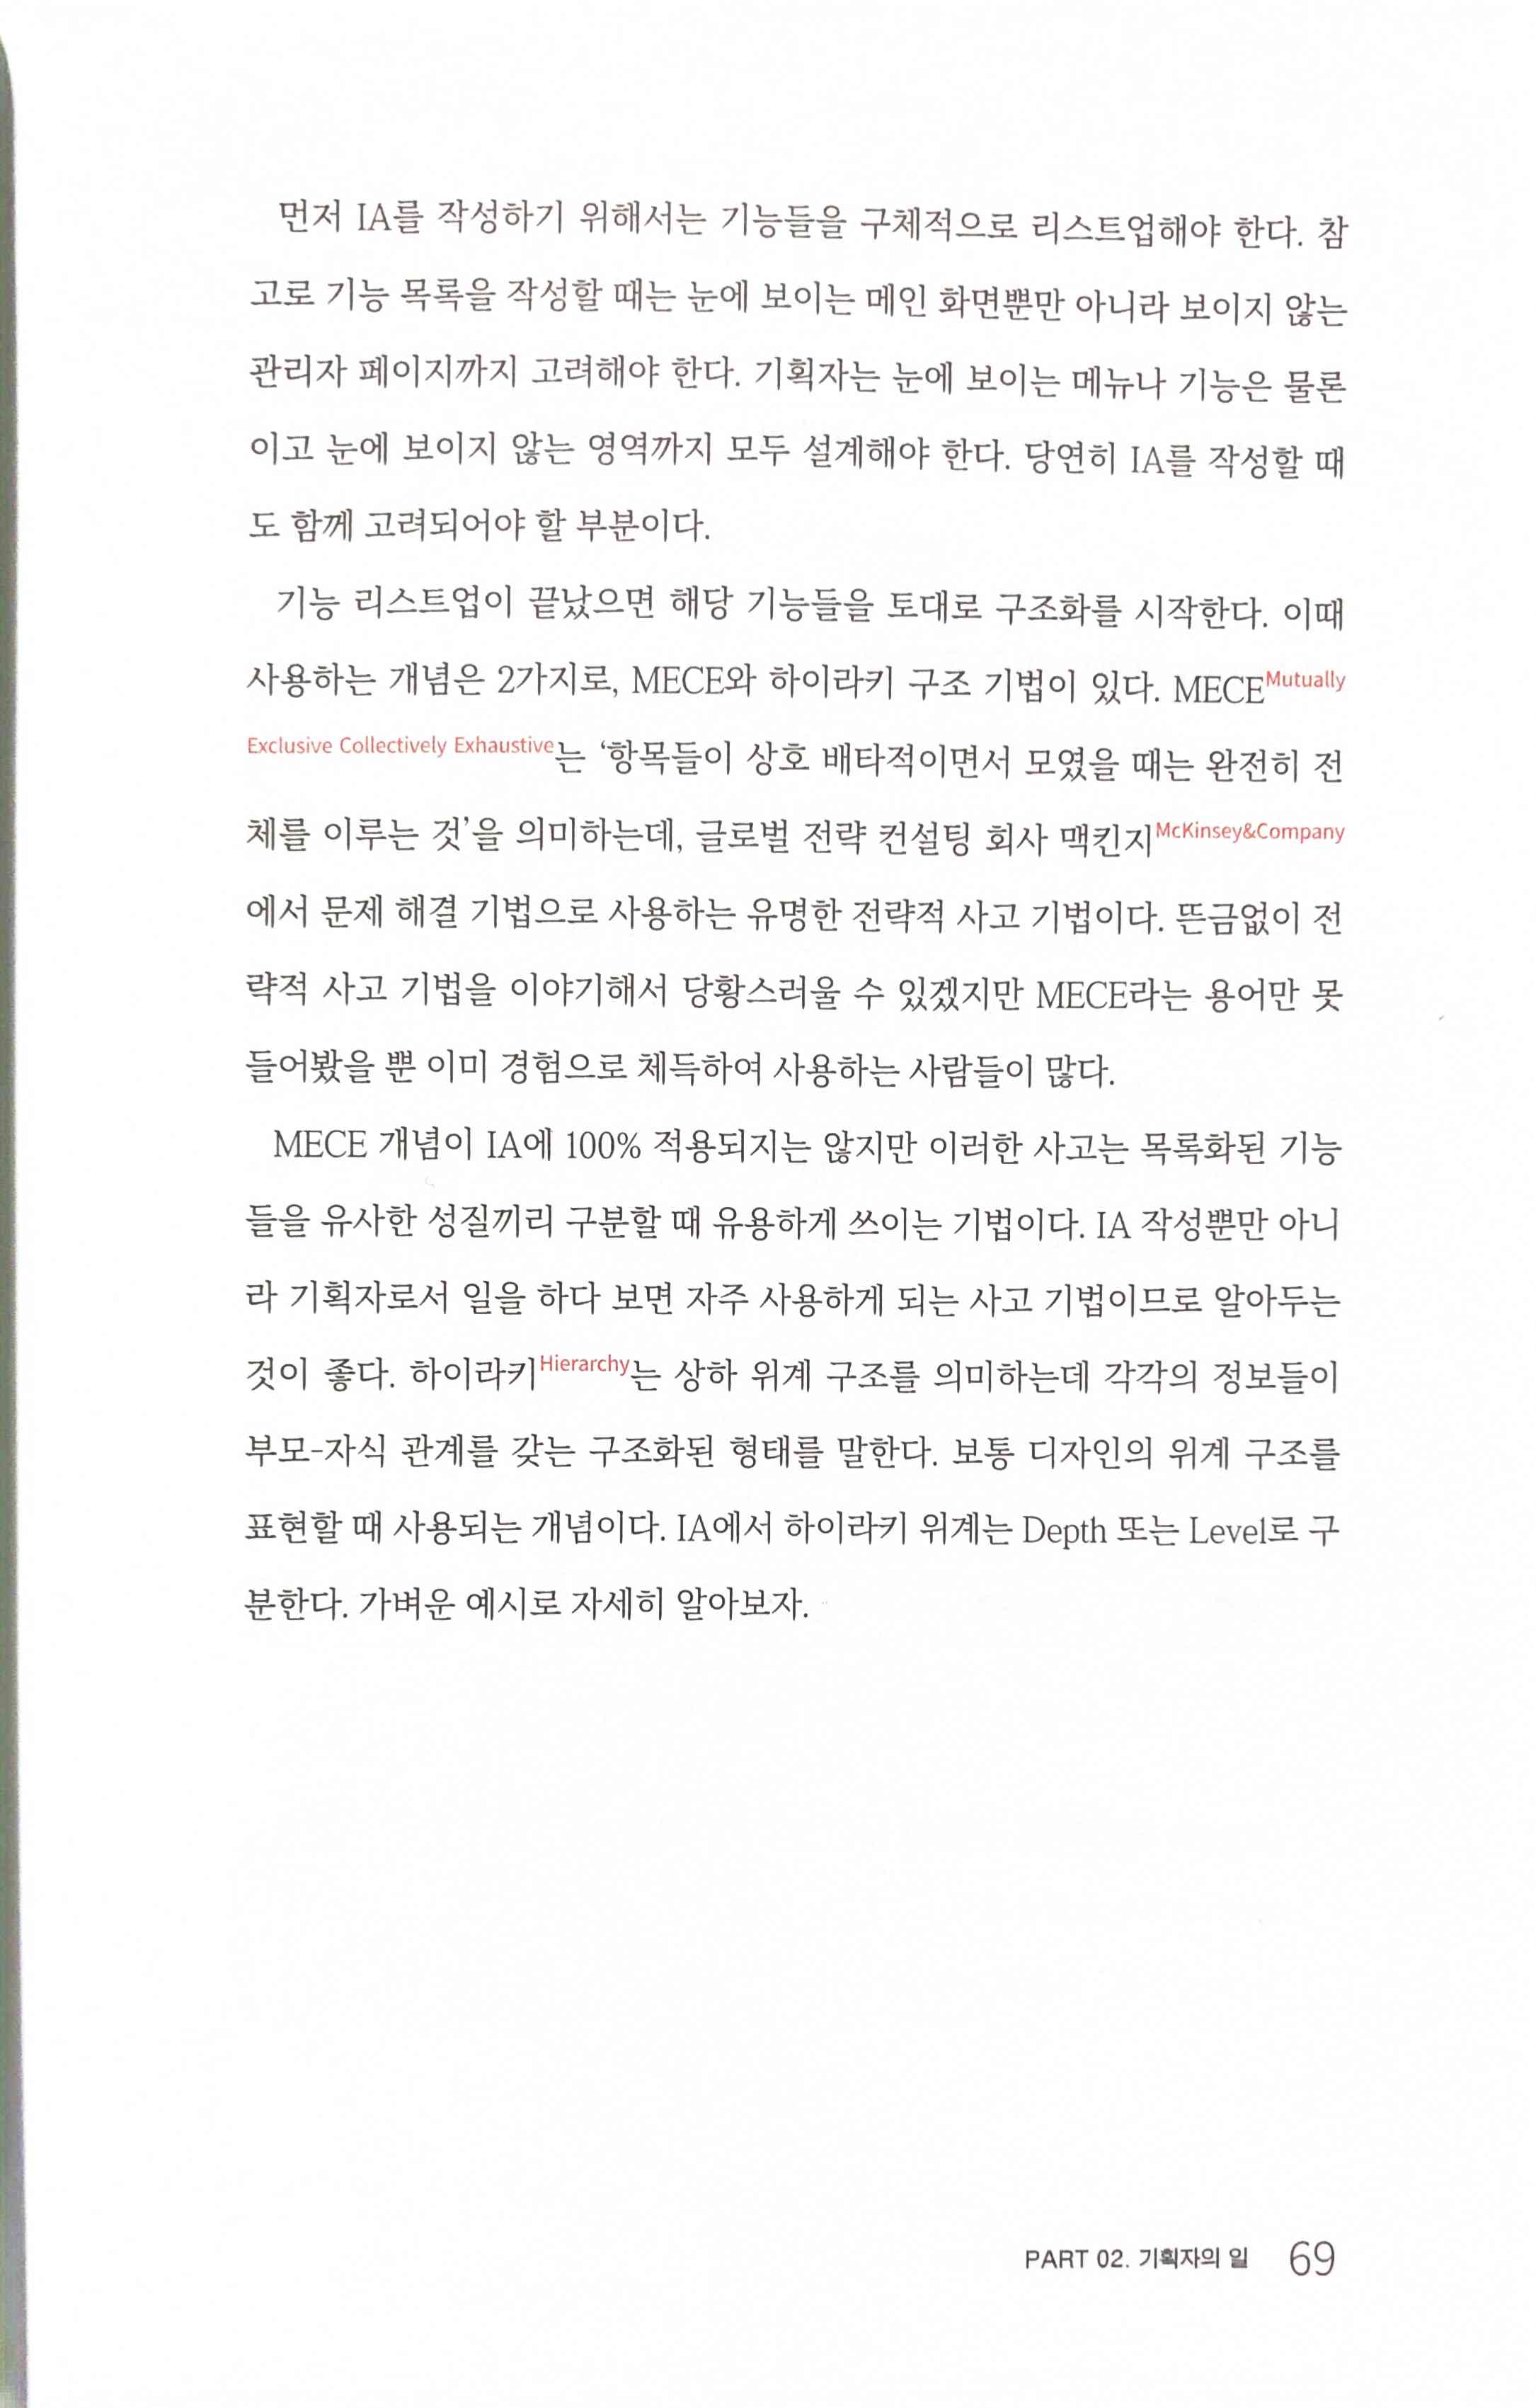 먼저 IA를 작성하기 위해서는 기능들을 구체적으로 리스트업해야 한다. 참
고로 기능 목록을 작성할 때는 눈에 보이는 메인 화면뿐만 아니라 보이지 않는
관리자 페이지까지 고려해야 한다. 기획자는 눈에 보이는 메뉴나 기능은 물론
이고 눈에 보이지 않는 영역까지 모두 설계해야 한다. 당연히 IA를 작성할 때
도 함께 고려되어야 할 부분이다.
기능 리스트업이 끝났으면 해당 기능들을 토대로 구조화를 시작한다. 이때
사용하는 개념은 2가지로, MECE와 하이라키 구조 기법이 있다. MECE Mutually
Exclusive Collectively Exhaustive는 ‘항목들이 상호 배타적이면서 모였을 때는 완전히 전
체를 이루는 것’을 의미하는데, 글로벌 전략 컨설팅 회사 맥킨지 McKinsey&Company
에서 문제 해결 기법으로 사용하는 유명한 전략적 사고 기법이다. 뜬금없이 전
략적 사고 기법을 이야기해서 당황스러울 수 있겠지만 MECE라는 용어만 못
들어봤을 뿐 이미 경험으로 체득하여 사용하는 사람들이 많다.
MECE 개념이 IA에 100% 적용되지는 않지만 이러한 사고는 목록화된 기능
들을 유사한 성질끼리 구분할 때 유용하게 쓰이는 기법이다. IA 작성뿐만 아니
라 기획자로서 일을 하다 보면 자주 사용하게 되는 사고 기법이므로 알아두는
것이 좋다. 하이라키 Hierarchy는 상하 위계 구조를 의미하는데 각각의 정보들이
부모-자식 관계를 갖는 구조화된 형태를 말한다. 보통 디자인의 위계 구조를
표현할 때 사용되는 개념이다. IA에서 하이라키 위계는 Depth 또는 Level로 구
분한다. 가벼운 예시로 자세히 알아보자.
PART 02. 기획자의 일 69